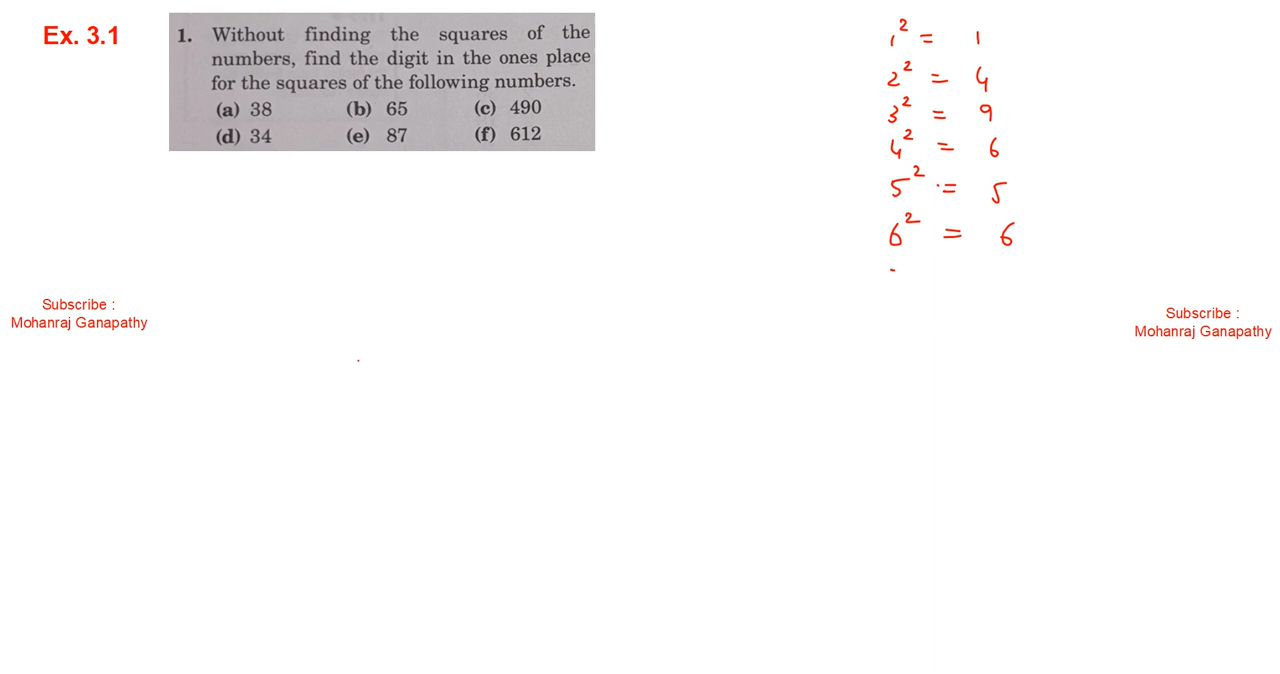 Ex. 3.1
1. Without finding the squares of the
numbers, find the digit in the ones place
for the squares of the following numbers.
(a) 38 (b) 65 (c) 490
(d) 34 (e) 87 (f) 612
1² = 1
2² = 4
3² = 9
4² = 6
5² = 5
6² = 6
Subscribe :
Mohanraj Ganapathy
Subscribe :
Mohanraj Ganapathy